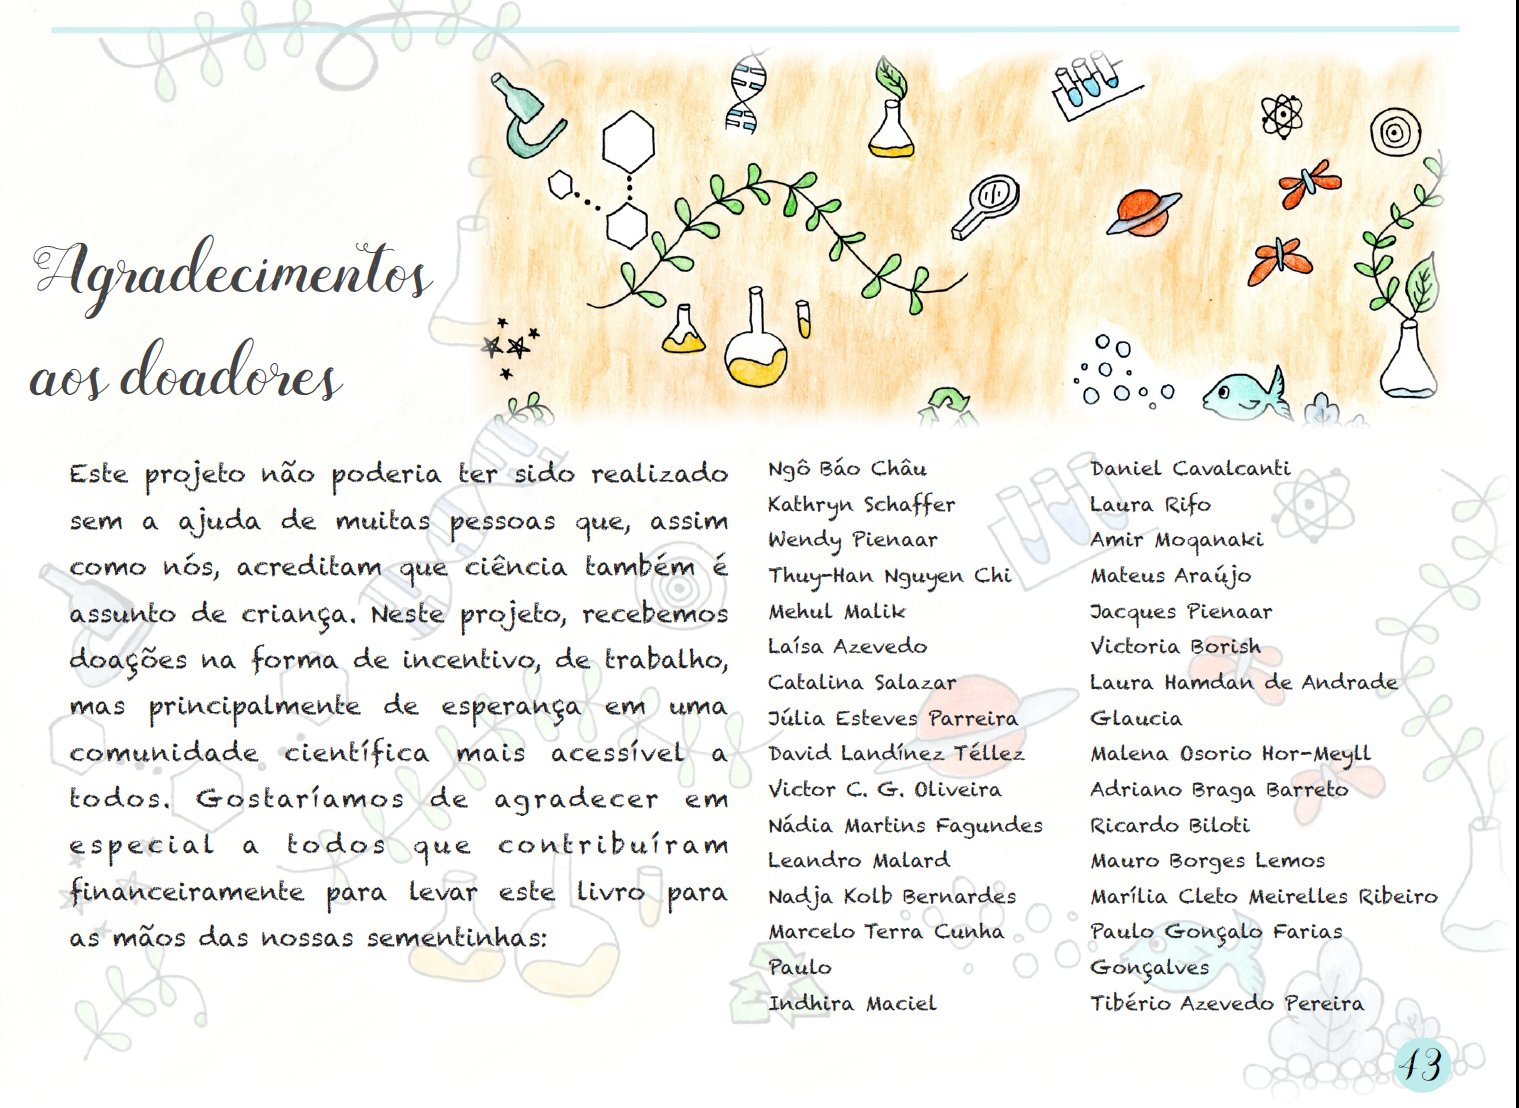 Agradecimentos
aos doadores
Este projeto não poderia ter sido realizado
sem a ajuda de muitas pessoas que, assim
como nós, acreditam que ciência também é
assunto de criança. Neste projeto, recebemos
doações na forma de incentivo, de trabalho,
mas principalmente de esperança em uma
comunidade científica mais acessível a
todos. Gostaríamos de agradecer em
especial a todos que contribuíram
financeiramente para levar este livro para
as mãos das nossas sementinhas:
Ngô Báo Châu
Kathryn Schaffer
Wendy Pienaar
Thuy-Han Nguyen Chi
Mehul Malik
Laísa Azevedo
Catalina Salazar
Júlia Esteves Parreira
David Landínez Téllez
Victor C. G. Oliveira
Nádia Martins Fagundes
Leandro Malard
Nadja Kolb Bernardes
Marcelo Terra Cunha
Paulo
Indhira Maciel
Daniel Cavalcanti
Laura Rifo
Amir Moqanaki
Mateus Araújo
Jacques Pienaar
Victoria Borish
Laura Hamdan de Andrade
Glaucia
Malena Osorio Hor-Meyll
Adriano Braga Barreto
Ricardo Biloti
Mauro Borges Lemos
Marília Cleto Meirelles Ribeiro
Paulo Gonçalo Farias
Gonçalves
Tibério Azevedo Pereira
43